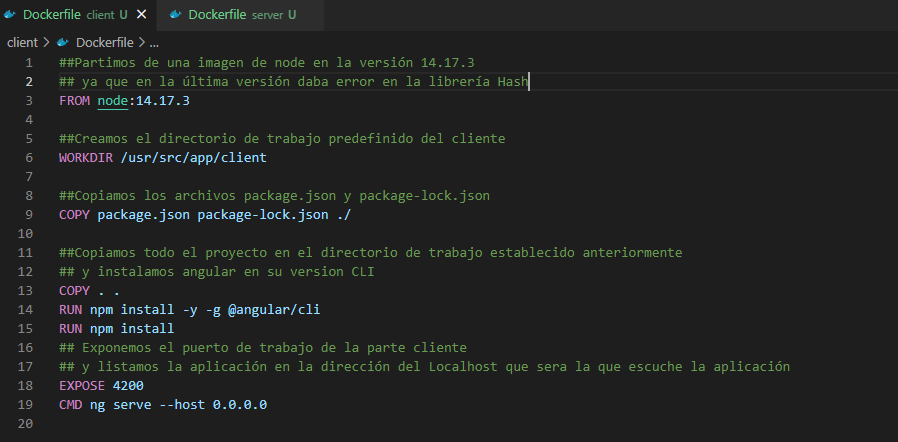 Dockerfile client U Dockerfile server U
client > Dockerfile > ...
1 ##Partimos de una imagen de node en la versión 14.17.3
2 ## ya que en la última versión daba error en la librería Hash
3 FROM node:14.17.3
4
5 ##Creamos el directorio de trabajo predefinido del cliente
6 WORKDIR /usr/src/app/client
7
8 ##Copiamos los archivos package.json y package-lock.json
9 COPY package.json package-lock.json ./
10
11 ##Copiamos todo el proyecto en el directorio de trabajo establecido anteriormente
12 ## y instalamos angular en su version CLI
13 COPY . .
14 RUN npm install -y -g @angular/cli
15 RUN npm install
16 ## Exponemos el puerto de trabajo de la parte cliente
17 ## y listamos la aplicación en la dirección del Localhost que sera la que escuche la aplicación
18 EXPOSE 4200
19 CMD ng serve --host 0.0.0.0
20